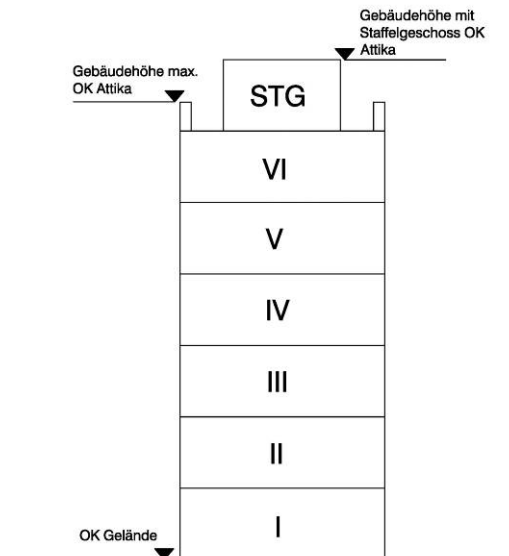 Gebäudehöhe mit
Staffelgeschoss OK
Attika
Gebäudehöhe max.
OK Attika
STG
VI
V
IV
III
II
I
OK Gelände